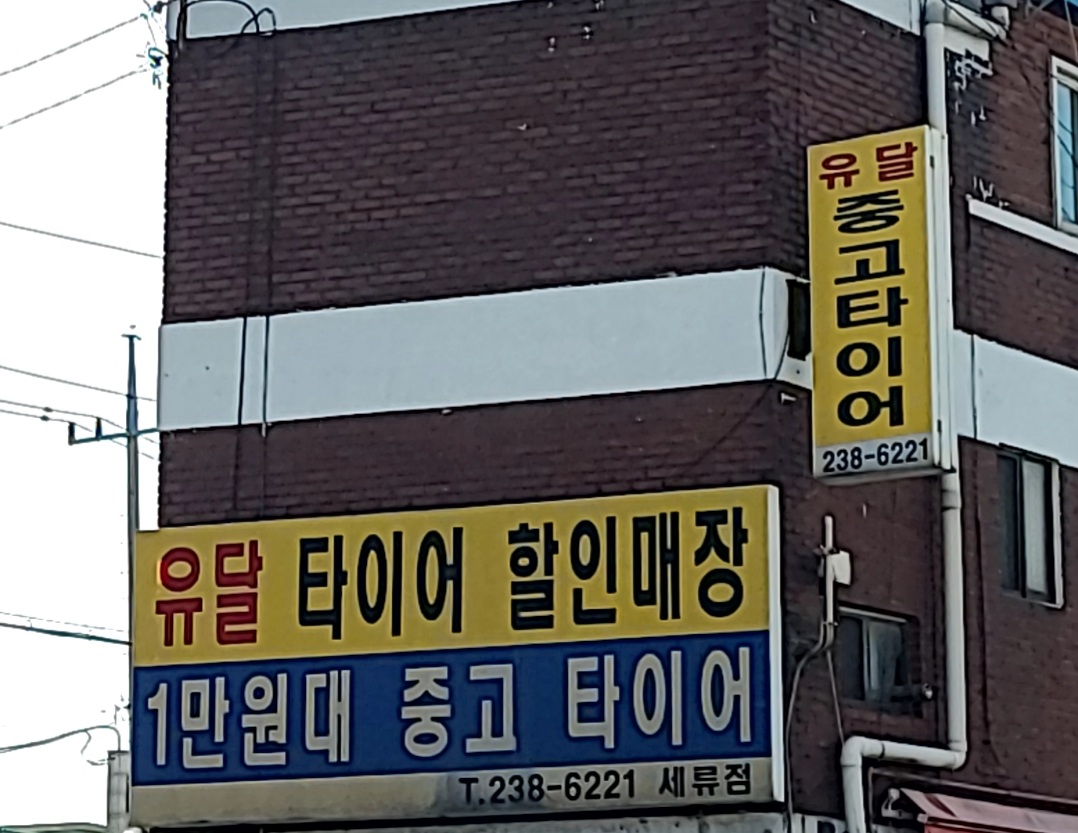 유달
중고타이어
238-6221
유달 타이어 할인매장
1만원대 중고 타이어
T.238-6221 세류점